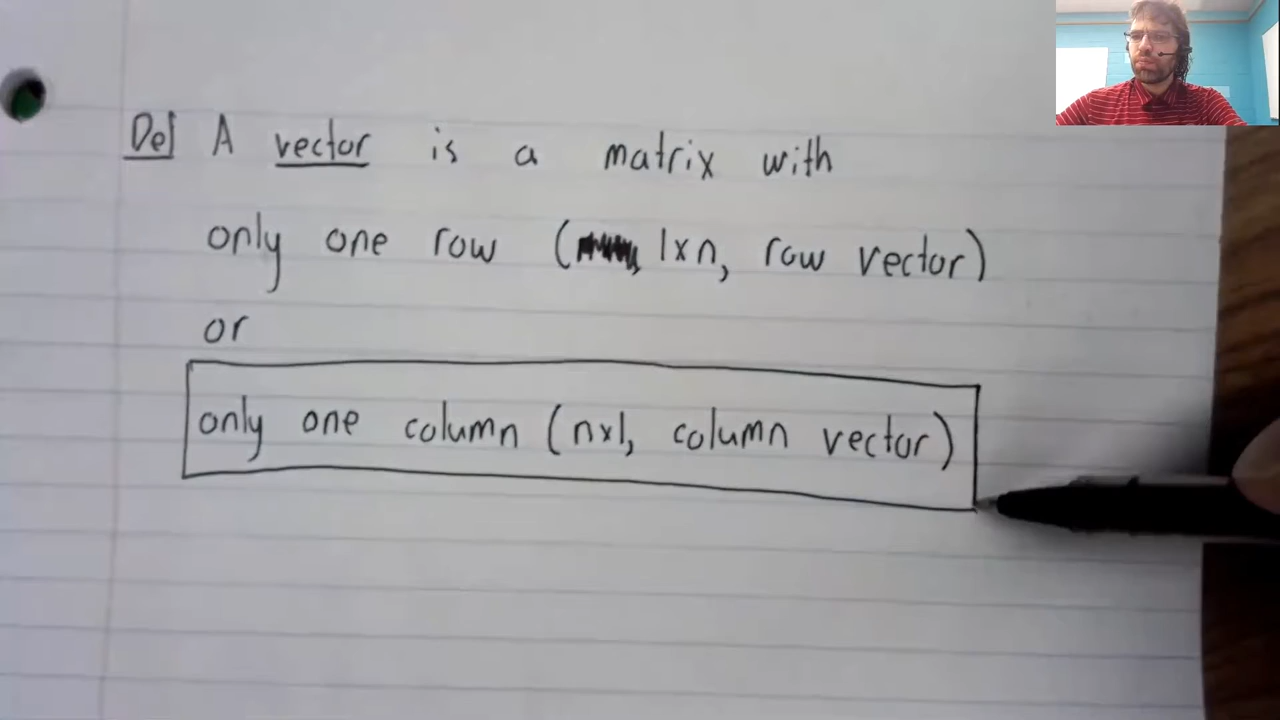 Def A vector is a matrix with
only one row (1xn, row vector)
or
only one column (nx1, column vector)